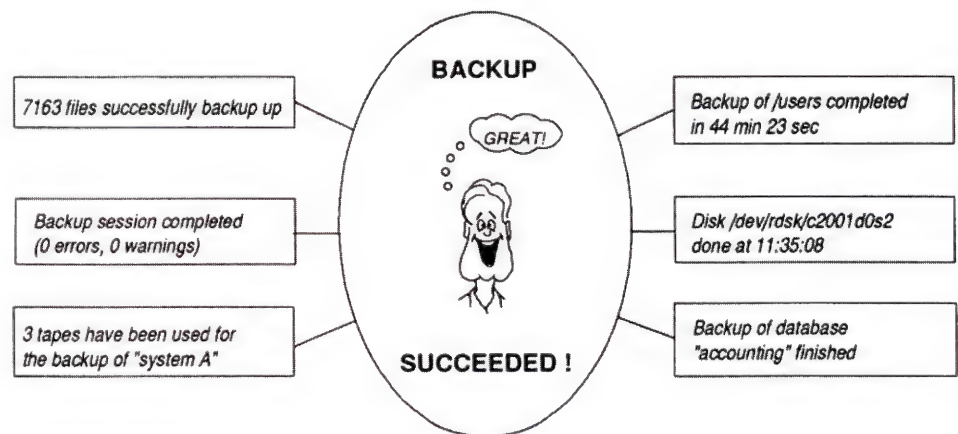 BACKUP
GREAT!
SUCCEEDED !
7163 files successfully backup up
Backup session completed
(0 errors, 0 warnings)
3 tapes have been used for
the backup of "system A"
Backup of /users completed
in 44 min 23 sec
Disk /dev/rdsk/c2001d0s2
done at 11:35:08
Backup of database
"accounting" finished